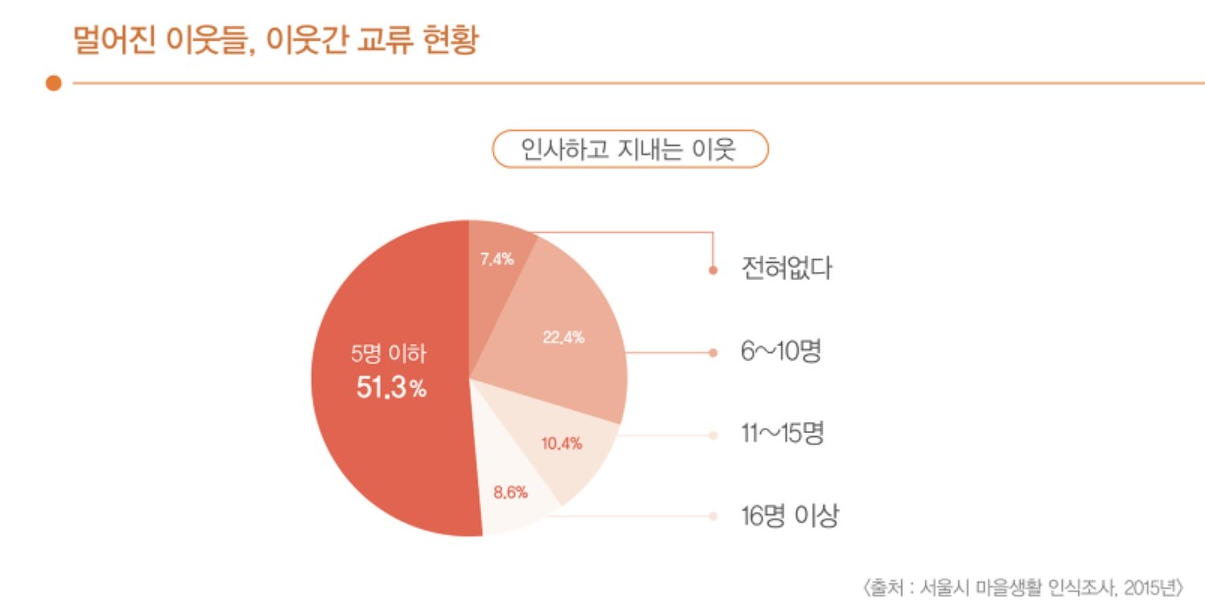 멀어진 이웃들, 이웃간 교류 현황
인사하고 지내는 이웃
7.4%
전혀없다
22.4%
6~10명
5명 이하
51.3%
11~15명
10.4%
8.6%
16명 이상
<출처 : 서울시 마을생활 인식조사, 2015년>